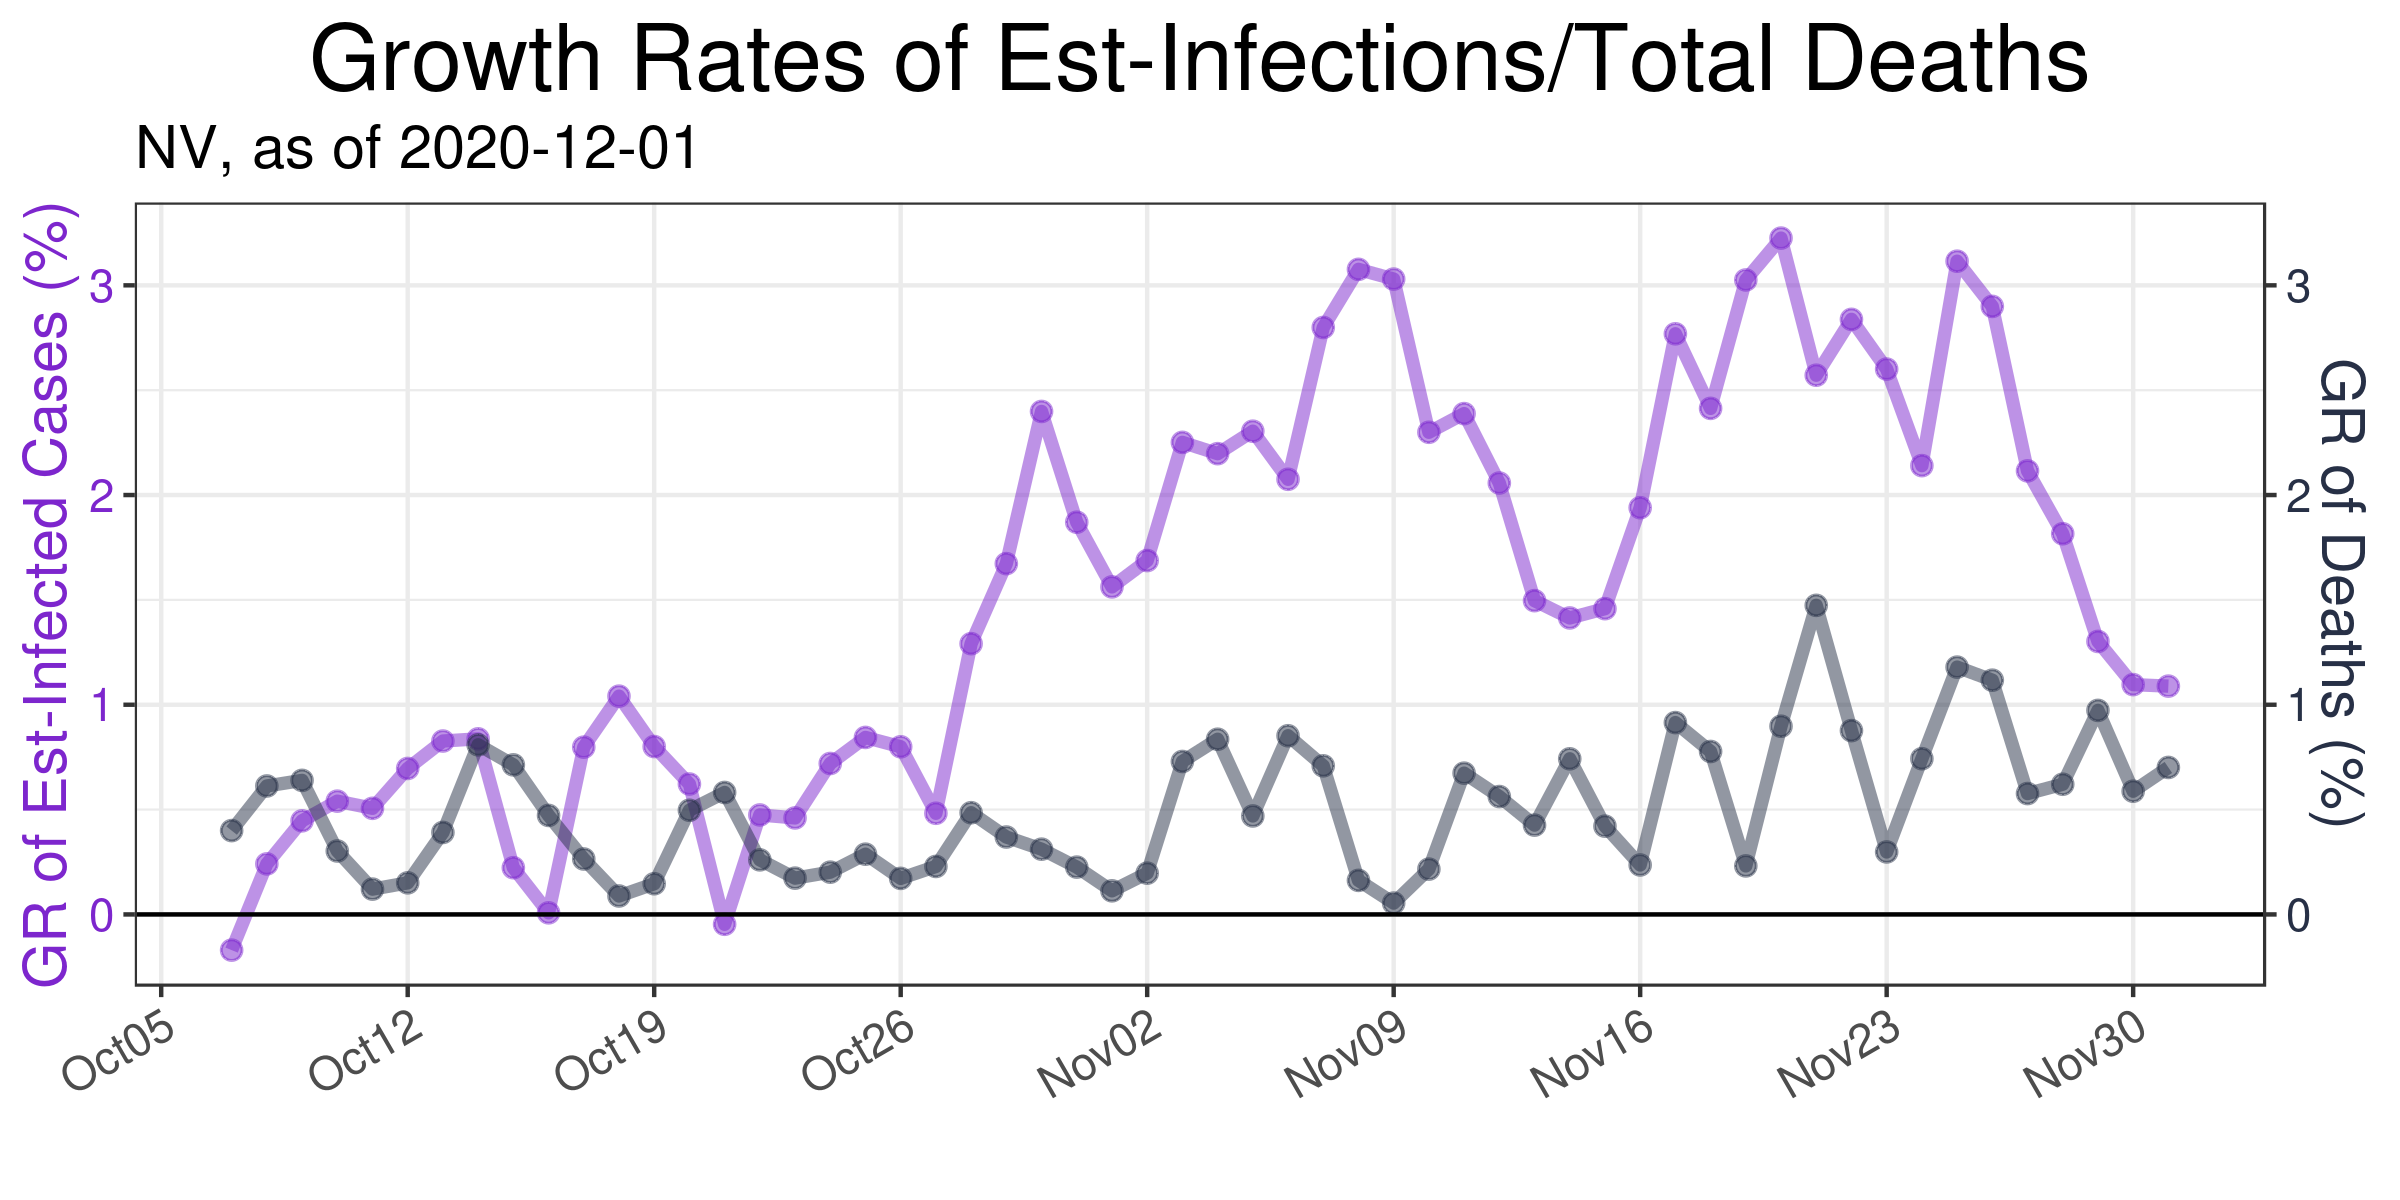 Growth Rates of Est-Infections/Total Deaths
NV, as of 2020-12-01
GR of Est-Infected Cases (%)
3
2
1
0
3
2
1
0
GR of Deaths (%)
Oct05
Oct12
Oct19
Oct26
Nov02
Nov09
Nov16
Nov23
Nov30